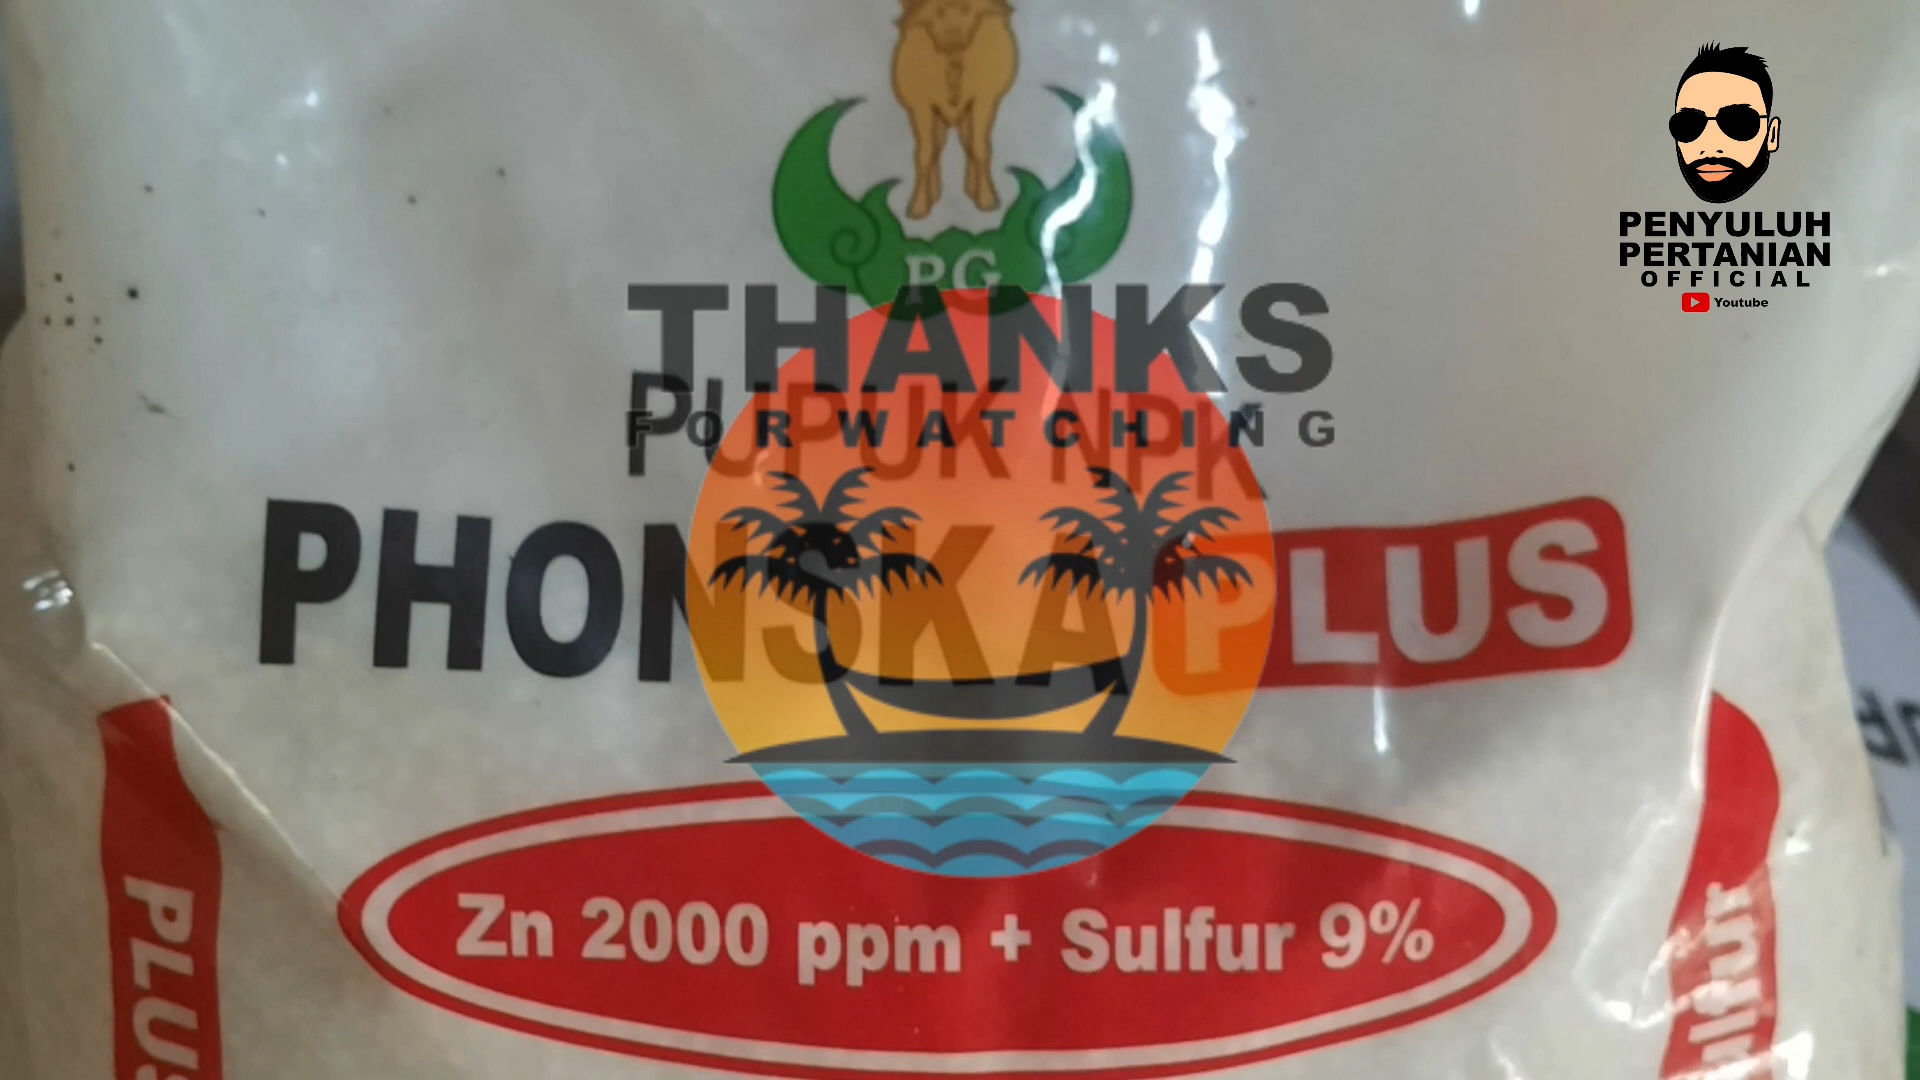 PG
THANKS
FOR WATCHING
PUPUK NPK
PHONSKA PLUS
Zn 2000 ppm + Sulfur 9%
PLUS
PENYULUH
PERTANIAN
OFFICIAL
Youtube